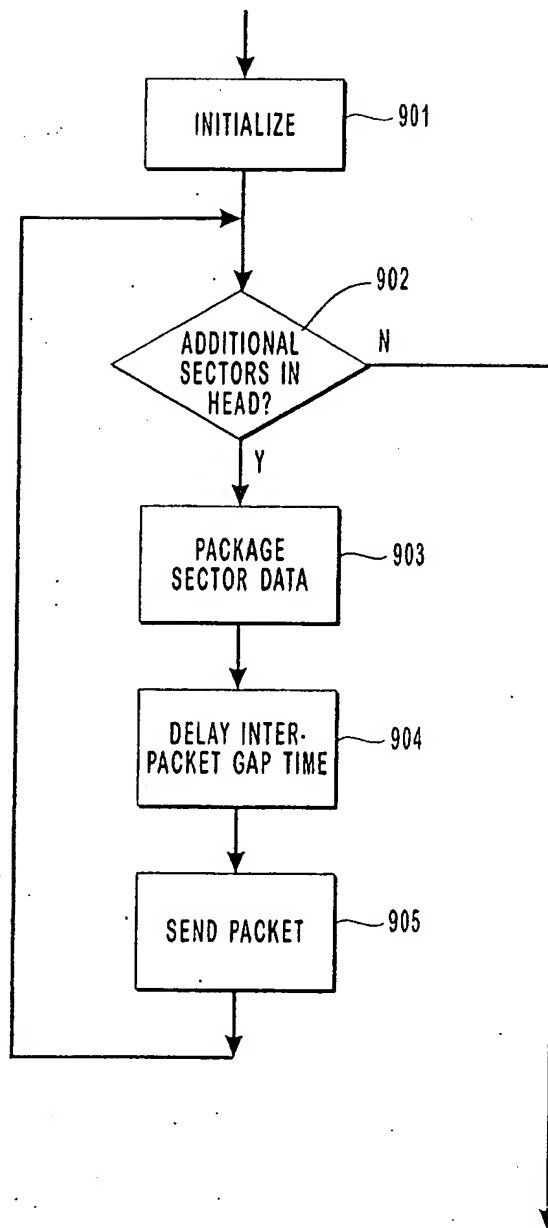 INITIALIZE
901
902
ADDITIONAL
SECTORS IN
HEAD?
N
Y
PACKAGE
SECTOR DATA
903
DELAY INTER-
PACKET GAP TIME
904
SEND PACKET
905